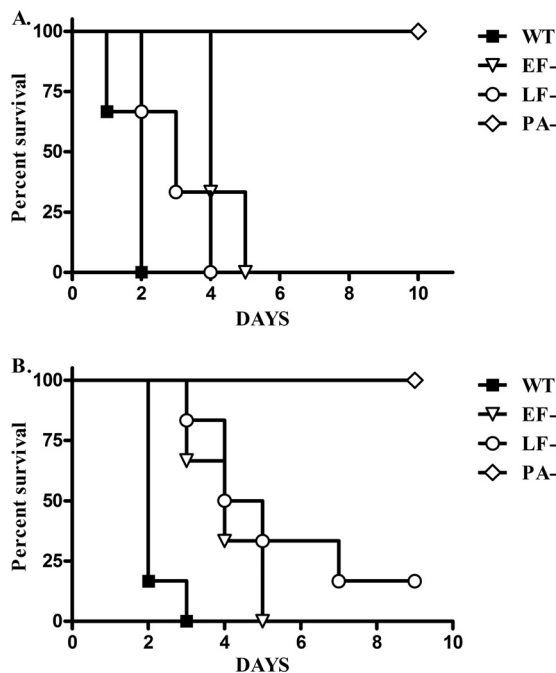 A.
Percent survival
100
75
50
25
0
0 2 4 6 8 10
DAYS
WT
EF-
LF-
PA-
B.
Percent survival
100
75
50
25
0
0 2 4 6 8 10
DAYS
WT
EF-
LF-
PA-